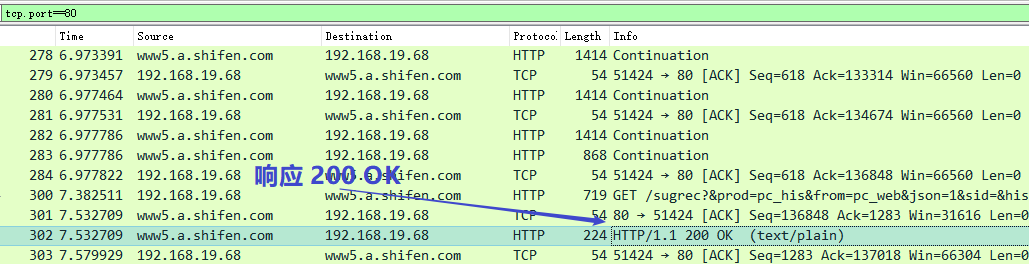 tcp.port==80
Time Source Destination Protocol Length Info
278 6.973391 www5.a.shifen.com 192.168.19.68 HTTP 1414 Continuation
279 6.973457 192.168.19.68 www5.a.shifen.com TCP 54 51424 → 80 [ACK] Seq=618 Ack=133314 Win=66560 Len=0
280 6.977464 www5.a.shifen.com 192.168.19.68 HTTP 1414 Continuation
281 6.977531 192.168.19.68 www5.a.shifen.com TCP 54 51424 → 80 [ACK] Seq=618 Ack=134674 Win=66560 Len=0
282 6.977786 www5.a.shifen.com 192.168.19.68 HTTP 1414 Continuation
283 6.977786 www5.a.shifen.com 192.168.19.68 HTTP 868 Continuation
284 6.977822 192.168.19.68 www5.a.shifen.com TCP 54 51424 → 80 [ACK] Seq=618 Ack=136848 Win=66560 Len=0
响应 200 OK
300 7.382511 192.168.19.68 www5.a.shifen.com HTTP 719 GET /sugrec?&prod=pc_his&from=pc_web&json=1&sid=&his
301 7.532709 www5.a.shifen.com 192.168.19.68 TCP 54 80 → 51424 [ACK] Seq=136848 Ack=1283 Win=31616 Len=0
302 7.532709 www5.a.shifen.com 192.168.19.68 HTTP 224 HTTP/1.1 200 OK (text/plain)
303 7.579929 192.168.19.68 www5.a.shifen.com TCP 54 51424 → 80 [ACK] Seq=1283 Ack=137018 Win=66304 Len=0